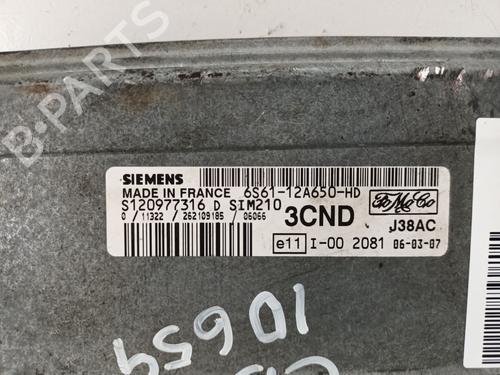 B-PARTS
SIEMENS
MADE IN FRANCE 6S61-12A650-HD
S120977316 D SIM210
0 / 11322 / 262109185 / 06066
3CND
FoMoCo
J38AC
e11 I-00 2081 06-03-07
10659